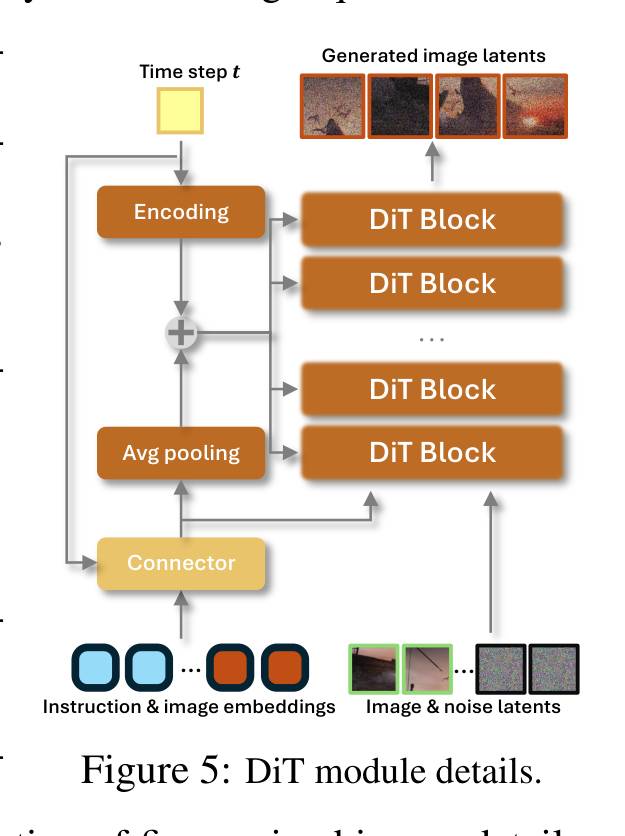 Time step t
Generated image latents
Encoding
DiT Block
DiT Block
...
DiT Block
Avg pooling
DiT Block
Connector
...
...
Instruction & image embeddings
Image & noise latents
Figure 5: DiT module details.